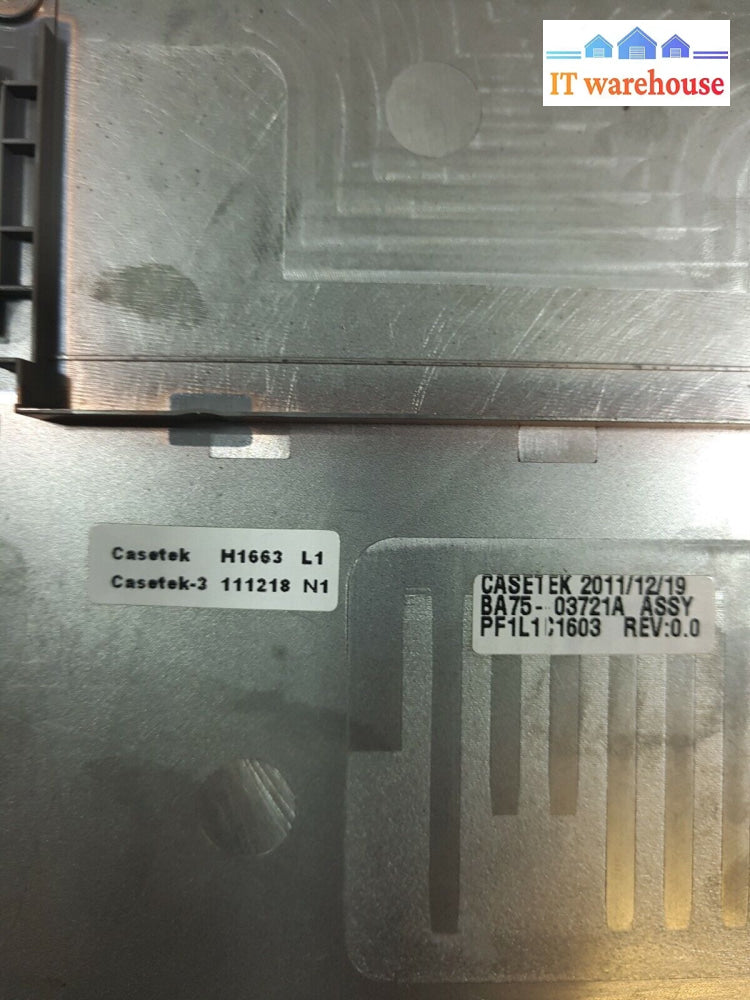 IT warehouse
Casetek H1663 L1
Casetek-3 111218 N1
CASETEK 2011/12/19
BA75- 03721A ASSY
PF1L1C1603 REV:0.0